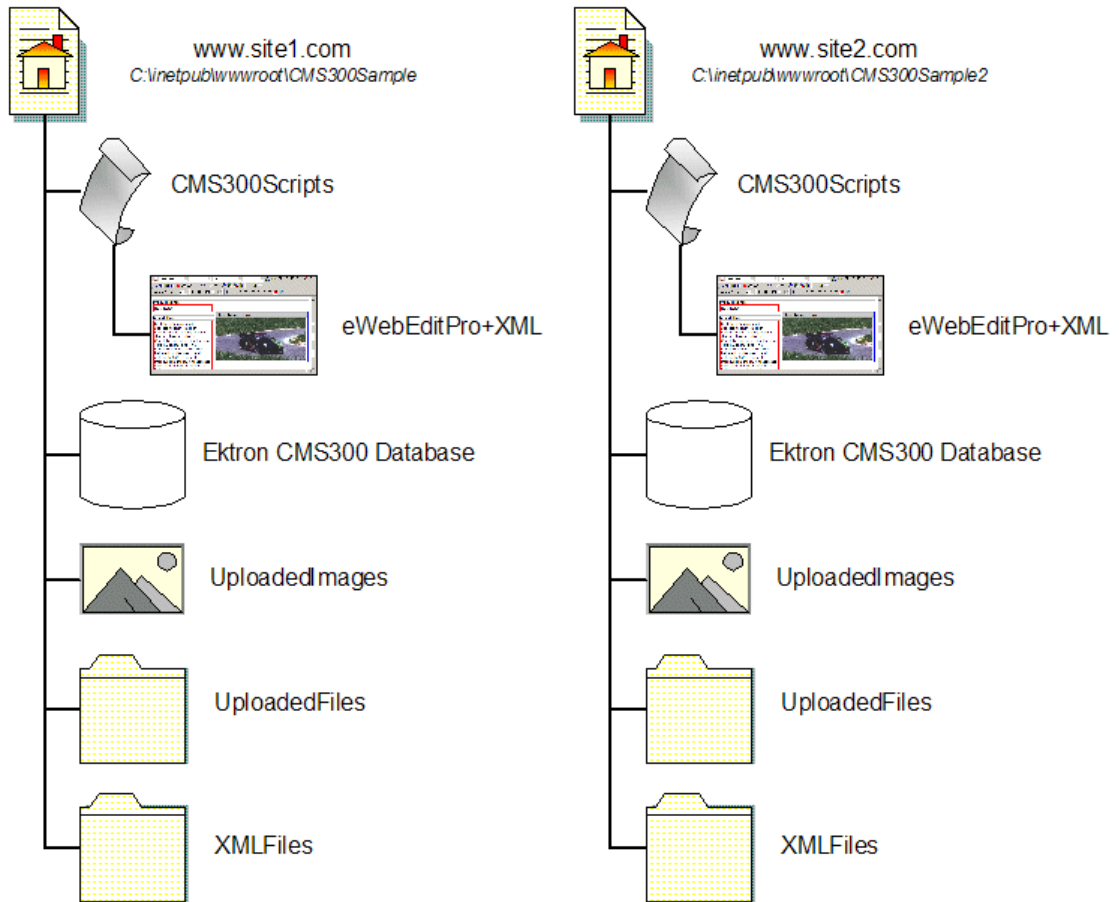 www.site1.com
C:\inetpub\wwwroot\CMS300Sample
CMS300Scripts
eWebEditPro+XML
Ektron CMS300 Database
UploadedImages
UploadedFiles
XMLFiles
www.site2.com
C:\inetpub\wwwroot\CMS300Sample2
CMS300Scripts
eWebEditPro+XML
Ektron CMS300 Database
UploadedImages
UploadedFiles
XMLFiles